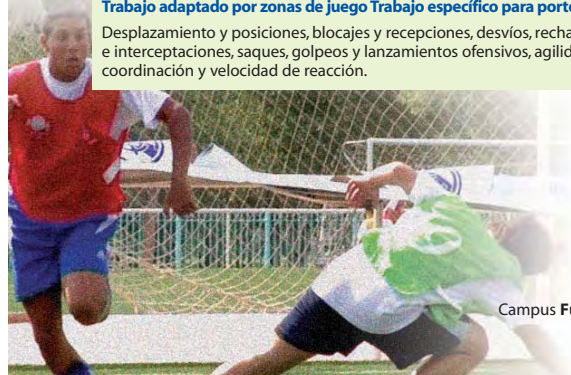 Trabajo adaptado por zonas de juego Trabajo específico para porte
Desplazamiento y posiciones, blocajes y recepciones, desvíos, recha
e interceptaciones, saques, golpeos y lanzamientos ofensivos, agilid
coordinación y velocidad de reacción.
Campus Fu